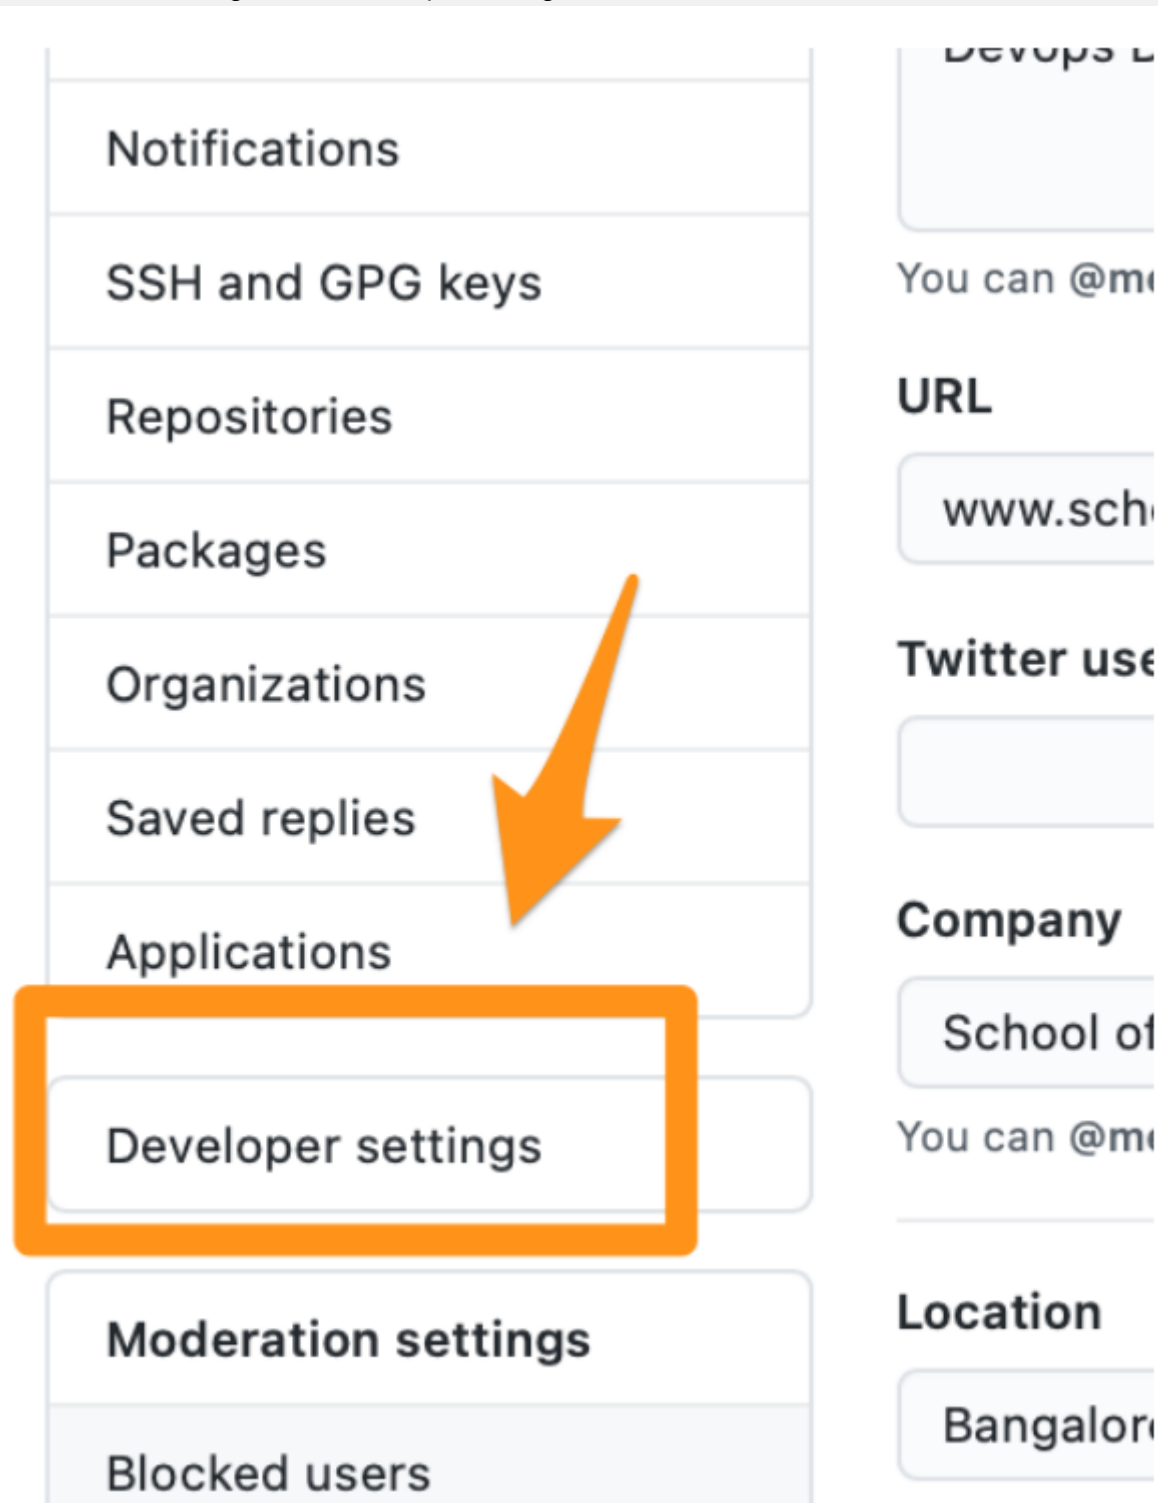 Notifications
SSH and GPG keys
Repositories
Packages
Organizations
Saved replies
Applications
Developer settings
Moderation settings
Blocked users
Devops
You can
URL
www.sch
Twitter
Company
School of
You can
Location
Bangalor